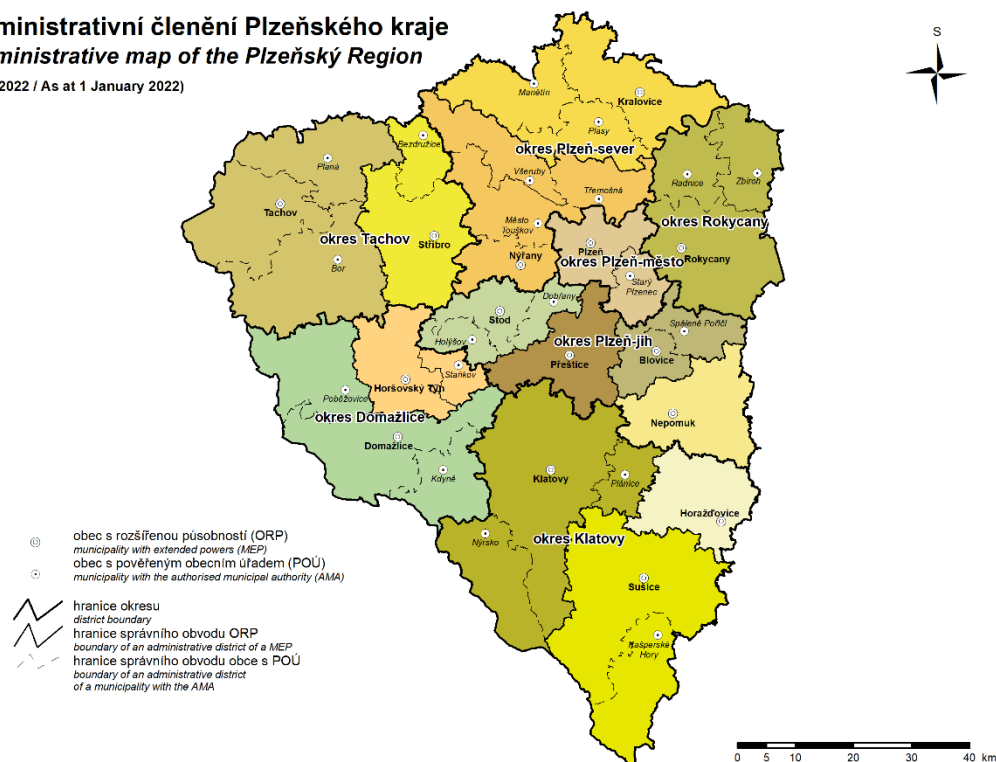 ministrativní členění Plzeňského kraje
ministrative map of the Plzeňský Region
2022 / As at 1 January 2022)
S
Manětín
Kralovice
Plasy
Bezdružice
okres Plzeň-sever
Planá
Všeruby
Radnice
Zbiroh
Třemošná
Tachov
Město
Touškov
okres Rokycany
okres Tachov
Stříbro
Plzeň
Nýřany
okres Plzeň-město
Rokycany
Bor
Starý
Plzenec
Dobřany
Stod
Spálené Poříčí
Holýšov
okres Plzeň-jih
Přeštice
Blovice
Staňkov
Horšovský Týn
Poběžovice
okres Domažlice
Nepomuk
Domažlice
Kdyně
Klatovy
Plánice
Horažďovice
Nýrsko
okres Klatovy
Sušice
Kašperské
Hory
obec s rozšířenou působností (ORP)
municipality with extended powers (MEP)
obec s pověřeným obecním úřadem (POÚ)
municipality with the authorised municipal authority (AMA)
hranice okresu
district boundary
hranice správního obvodu ORP
boundary of an administrative district of a MEP
hranice správního obvodu obce s POÚ
boundary of an administrative district
of a municipality with the AMA
0 5 10 20 30 40 km